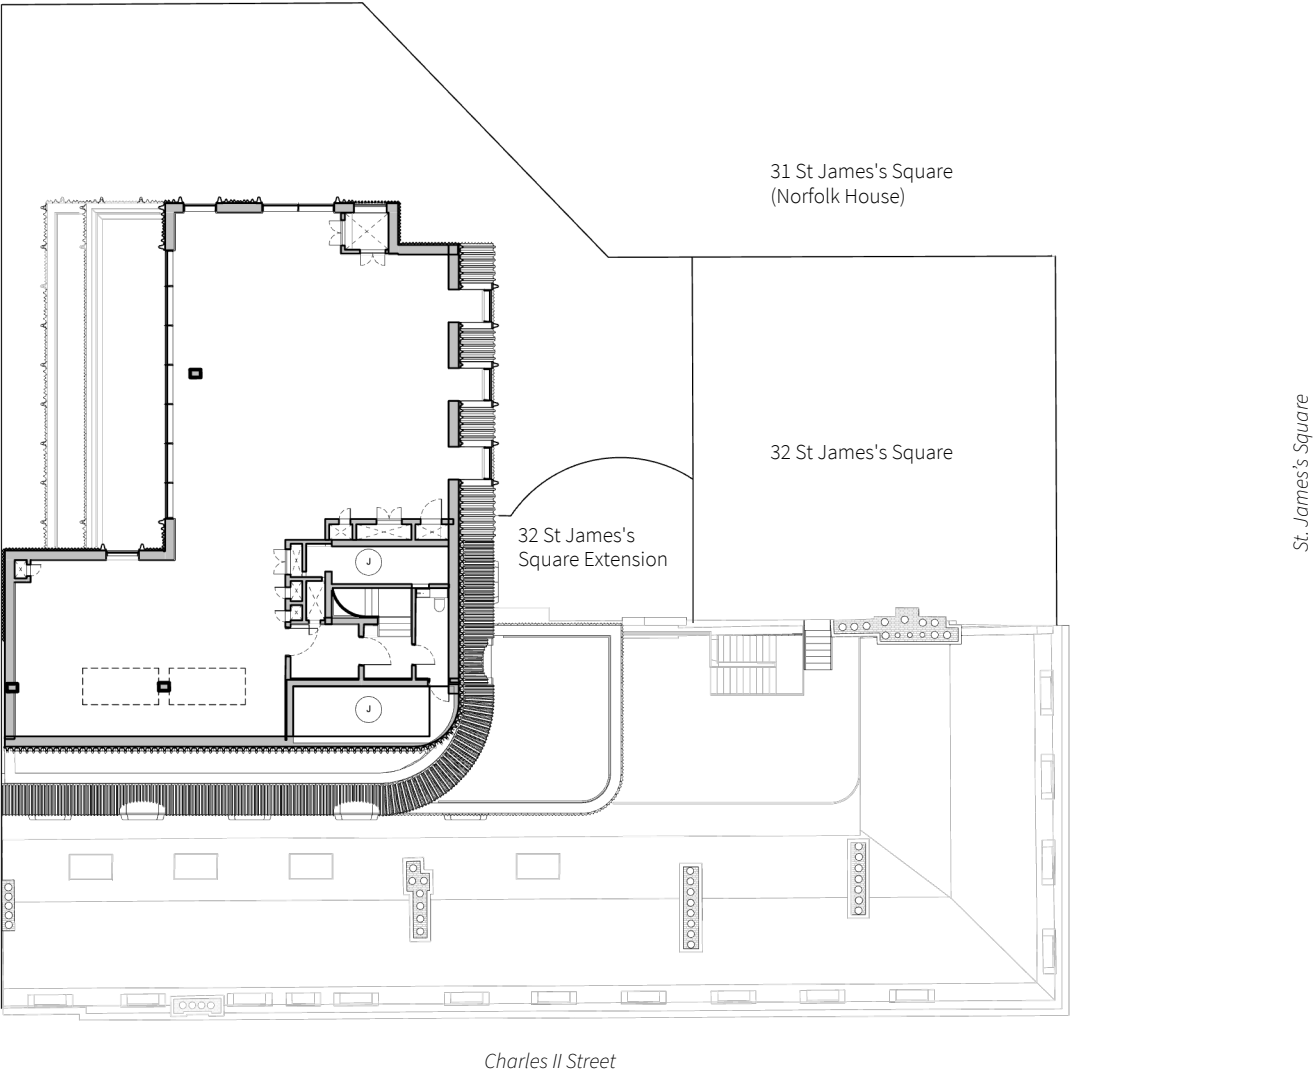 31 St James's Square
(Norfolk House)
32 St James's Square
St. James's Square
32 St James's
Square Extension
J
J
Charles II Street